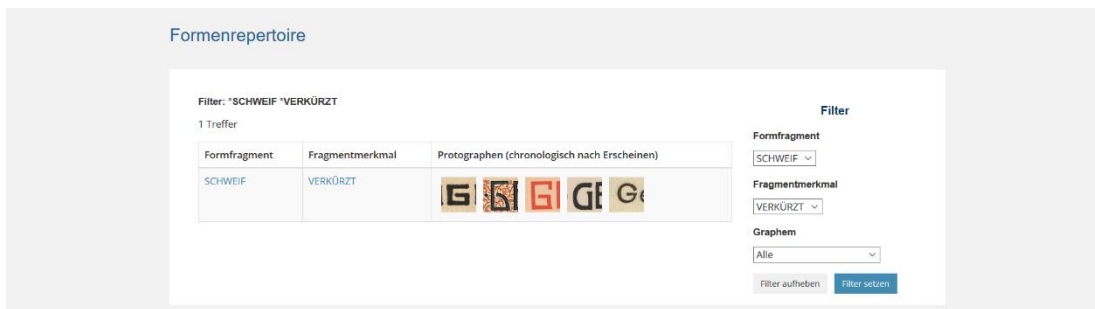 Formenrepertoire
Filter: *SCHWEIF *VERKÜRZT
1 Treffer
Formfragment Fragmentmerkmal Protographen (chronologisch nach Erscheinen)
SCHWEIF VERKÜRZT
Filter
Formfragment
SCHWEIF
Fragmentmerkmal
VERKÜRZT
Graphem
Alle
Filter aufheben Filter setzen